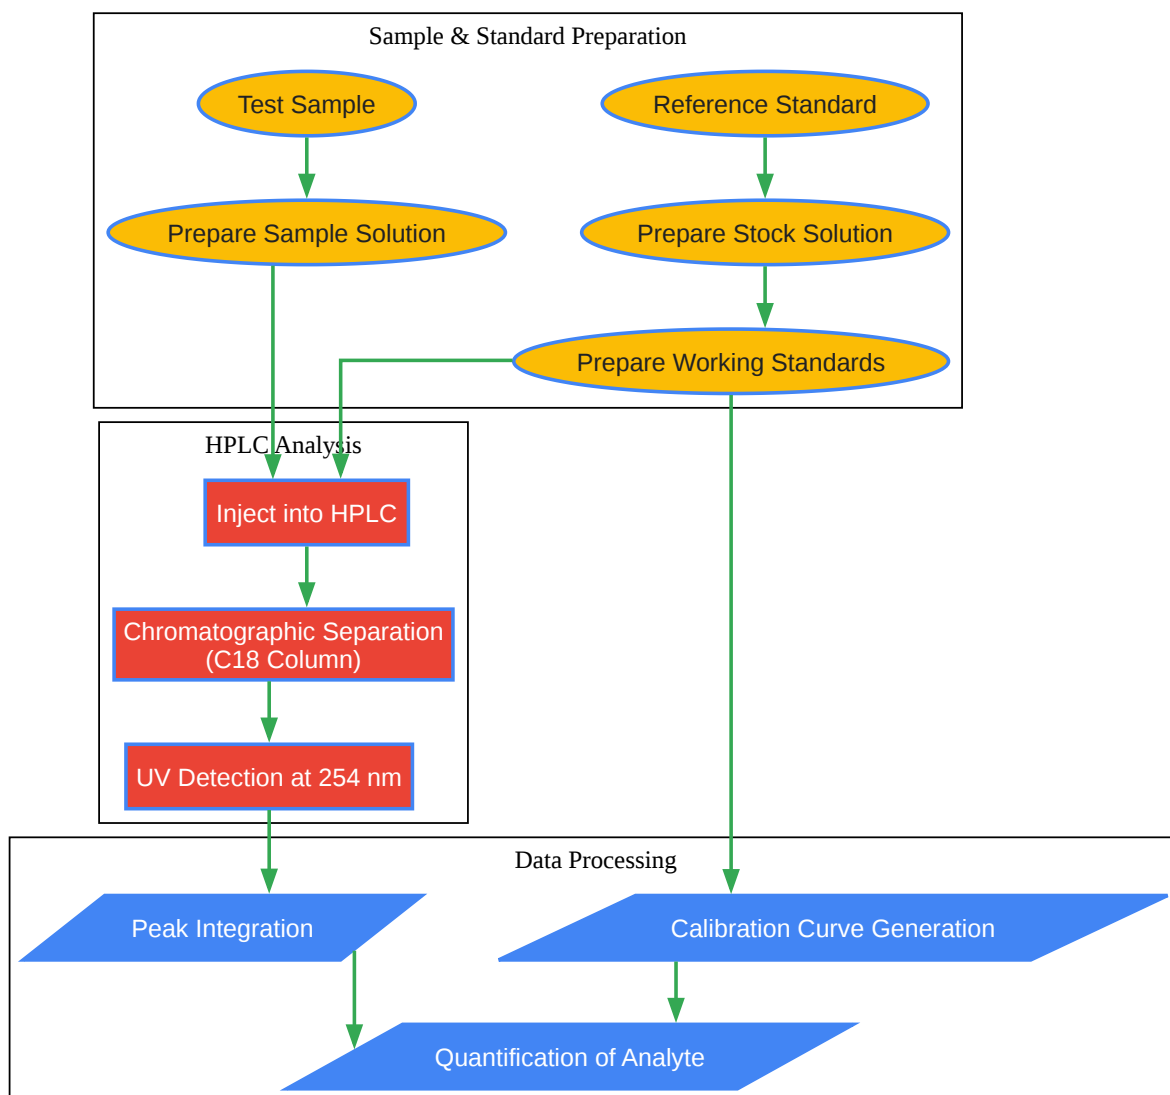 Sample & Standard Preparation
Test Sample
Reference Standard
Prepare Sample Solution
Prepare Stock Solution
Prepare Working Standards
HPLC Analysis
Inject into HPLC
Chromatographic Separation
(C18 Column)
UV Detection at 254 nm
Data Processing
Peak Integration
Calibration Curve Generation
Quantification of Analyte